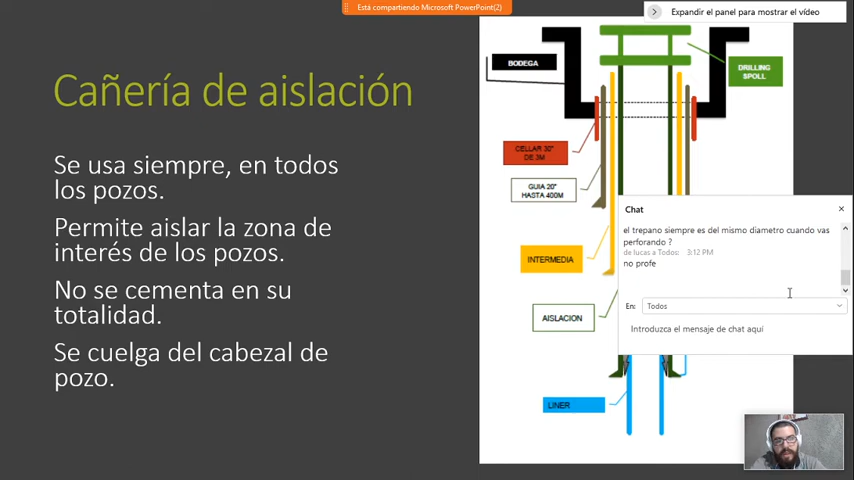 Está compartiendo Microsoft PowerPoint(2)
Expandir el panel para mostrar el vídeo
Cañería de aislación
Se usa siempre, en todos
los pozos.
Permite aislar la zona de
interés de los pozos.
No se cementa en su
totalidad.
Se cuelga del cabezal de
pozo.
BODEGA
DRILLING
SPOLL
CELLAR 30"
DE 3M
GUIA 20"
HASTA 400M
INTERMEDIA
AISLACION
LINER
Chat
el trepano siempre es del mismo diametro cuando vas
perforando ?
de lucas a Todos: 3:12 PM
no profe
En: Todos
Introduzca el mensaje de chat aquí